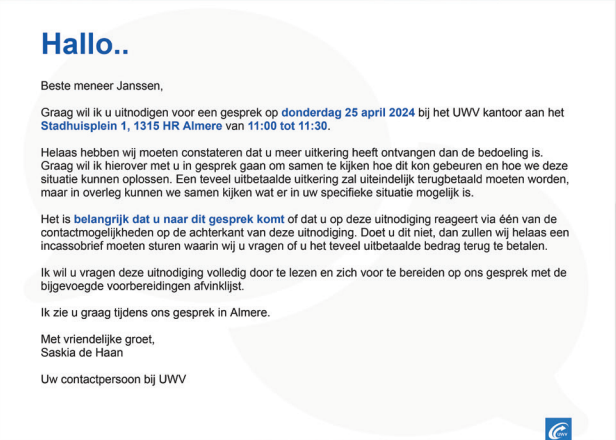 Hallo..
Beste meneer Janssen,
Graag wil ik u uitnodigen voor een gesprek op donderdag 25 april 2024 bij het UWV kantoor aan het
Stadhuisplein 1, 1315 HR Almere van 11:00 tot 11:30.
Helaas hebben wij moeten constateren dat u meer uitkering heeft ontvangen dan de bedoeling is.
Graag wil ik hierover met u in gesprek gaan om samen te kijken hoe dit kon gebeuren en hoe we deze
situatie kunnen oplossen. Een teveel uitbetaalde uitkering zal uiteindelijk terugbetaald moeten worden,
maar in overleg kunnen we samen kijken wat er in uw specifieke situatie mogelijk is.
Het is belangrijk dat u naar dit gesprek komt of dat u op deze uitnodiging reageert via één van de
contactmogelijkheden op de achterkant van deze uitnodiging. Doet u dit niet, dan zullen wij helaas een
incassobrief moeten sturen waarin wij u vragen of u het teveel uitbetaalde bedrag terug te betalen.
Ik wil u vragen deze uitnodiging volledig door te lezen en zich voor te bereiden op ons gesprek met de
bijgevoegde voorbereidingen afvinklijst.
Ik zie u graag tijdens ons gesprek in Almere.
Met vriendelijke groet,
Saskia de Haan
Uw contactpersoon bij UWV
UWV